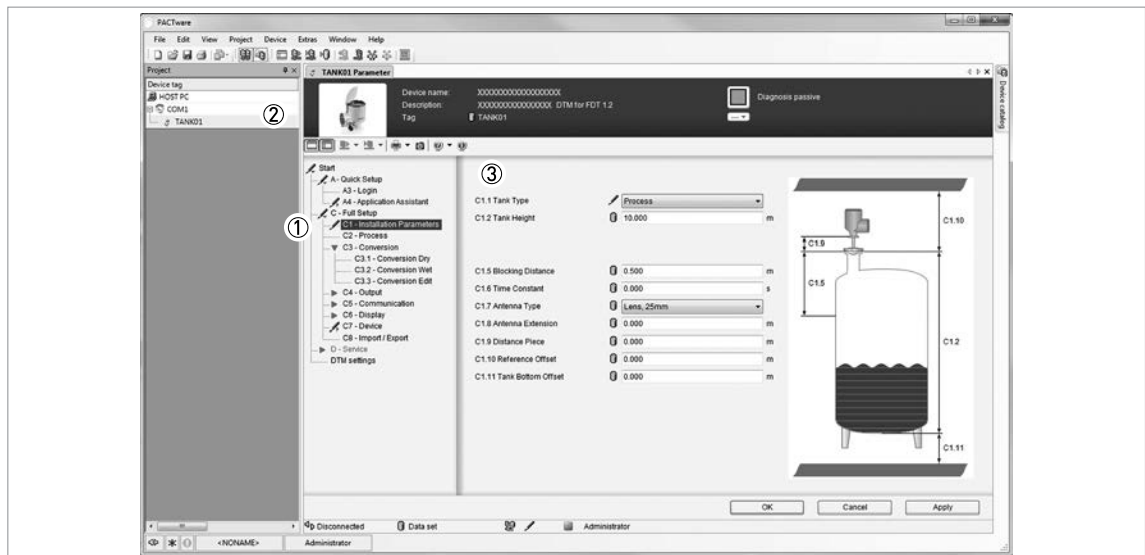 PACTware
File Edit View Project Device Extras Window Help
Project
Device tag
HOST PC
COM1
TANK01
②
TANK01 Parameter
Device name: XXXXXXXXXXXXXXXXXXX
Description: XXXXXXXXXXXXXXXX DTM for FDT 1.2
Tag TANK01
Diagnosis passive
Device catalog
Start
A - Quick Setup
A3 - Login
A4 - Application Assistant
C - Full Setup
①
C1 - Installation Parameters
C2 - Process
C3 - Conversion
C3.1 - Conversion Dry
C3.2 - Conversion Wet
C3.3 - Conversion Edit
C4 - Output
C5 - Communication
C6 - Display
C7 - Device
C8 - Import / Export
D - Service
DTM settings
③
C1.1 Tank Type Process
C1.2 Tank Height 10.000 m
C1.5 Blocking Distance 0.500 m
C1.6 Time Constant 0.000 s
C1.7 Antenna Type Lens, 25mm
C1.8 Antenna Extension 0.000 m
C1.9 Distance Piece 0.000 m
C1.10 Reference Offset 0.000 m
C1.11 Tank Bottom Offset 0.000 m
C1.10
C1.9
C1.5
C1.2
C1.11
OK Cancel Apply
Disconnected Data set Administrator
<NONAME> Administrator